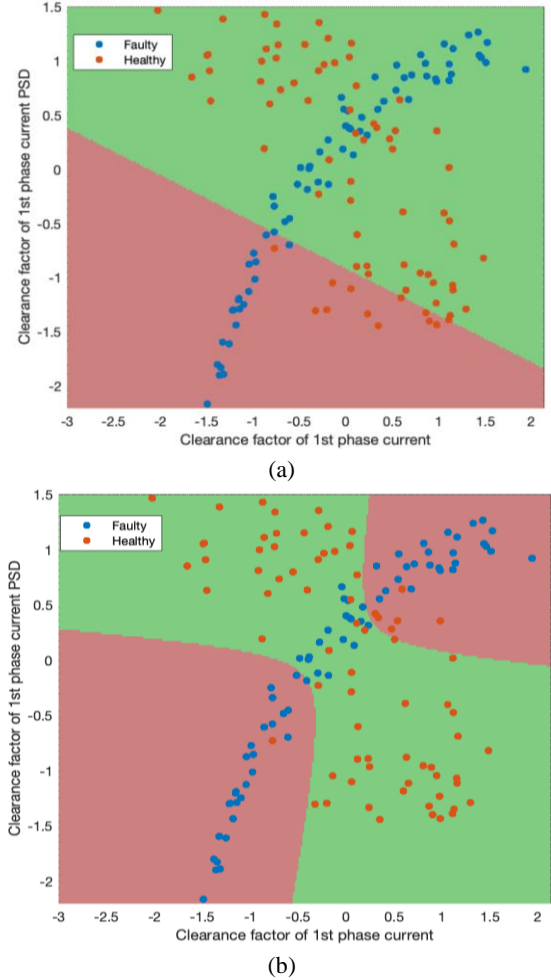 1.5
Faulty
Healthy
1
0.5
0
-0.5
-1
-1.5
-2
Clearance factor of 1st phase current PSD
-3 -2.5 -2 -1.5 -1 -0.5 0 0.5 1 1.5 2
Clearance factor of 1st phase current
(a)
1.5
Faulty
Healthy
1
0.5
0
-0.5
-1
-1.5
-2
Clearance factor of 1st phase current PSD
-3 -2.5 -2 -1.5 -1 -0.5 0 0.5 1 1.5 2
Clearance factor of 1st phase current
(b)